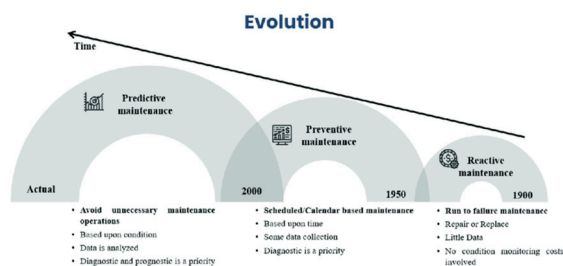 Evolution
Time
Predictive
maintenance
Preventive
maintenance
Reactive
maintenance
Actual
2000
1950
1900
• Avoid unnecessary maintenance
operations
• Based upon condition
• Data is analyzed
• Diagnostic and prognostic is a priority
• Scheduled/Calendar based maintenance
• Based upon time
• Some data collection
• Diagnostic is a priority
• Run to failure maintenance
• Repair or Replace
• Little Data
• No condition monitoring costs
involved